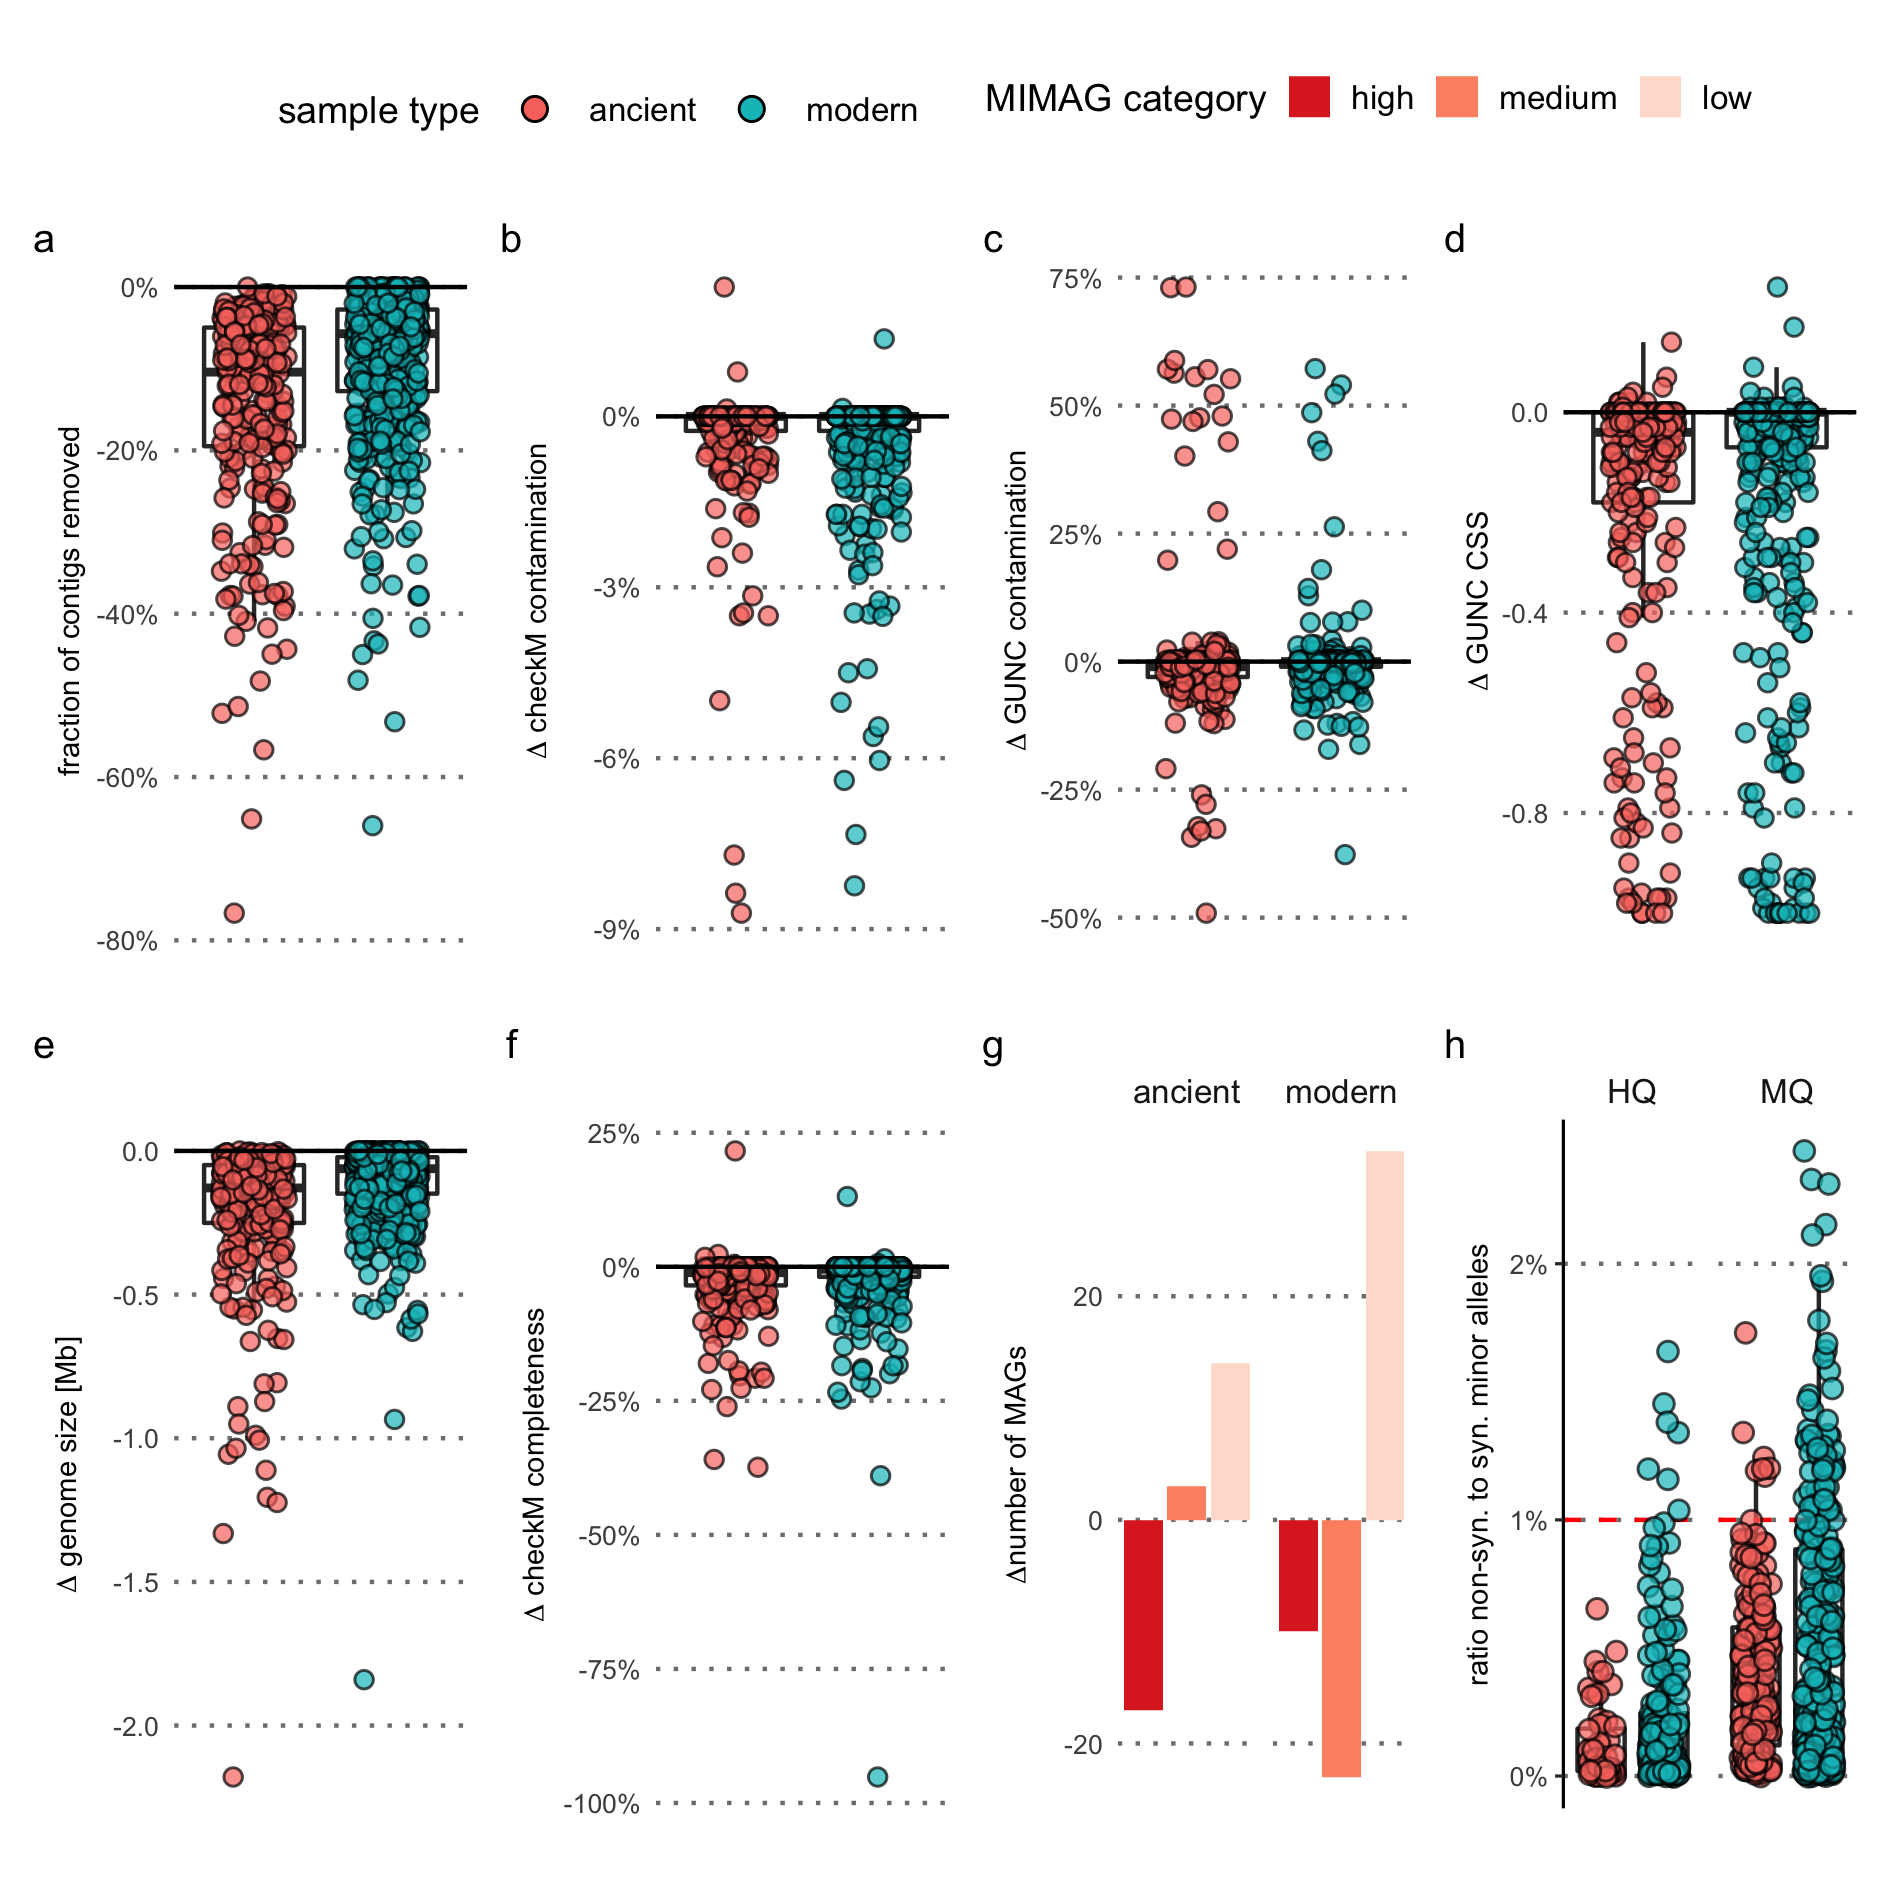 sample type ancient modern MIMAG category high medium low
a
fraction of contigs removed
0%
-20%
-40%
-60%
-80%
b
Δ checkM contamination
0%
-3%
-6%
-9%
c
Δ GUNC contamination
75%
50%
25%
0%
-25%
-50%
d
Δ GUNC CSS
0.0
-0.4
-0.8
e
Δ genome size [Mb]
0.0
-0.5
-1.0
-1.5
-2.0
f
Δ checkM completeness
25%
0%
-25%
-50%
-75%
-100%
g
ancient modern
Δnumber of MAGs
20
0
-20
h
HQ MQ
ratio non-syn. to syn. minor alleles
2%
1%
0%